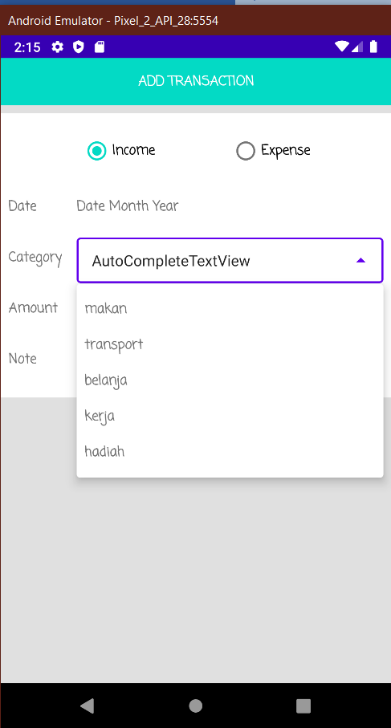 Android Emulator - Pixel_2_API_28:5554
2:15
ADD TRANSACTION
Income Expense
Date Date Month Year
Category AutoCompleteTextView
Amount makan
transport
Note belanja
kerja
hadiah